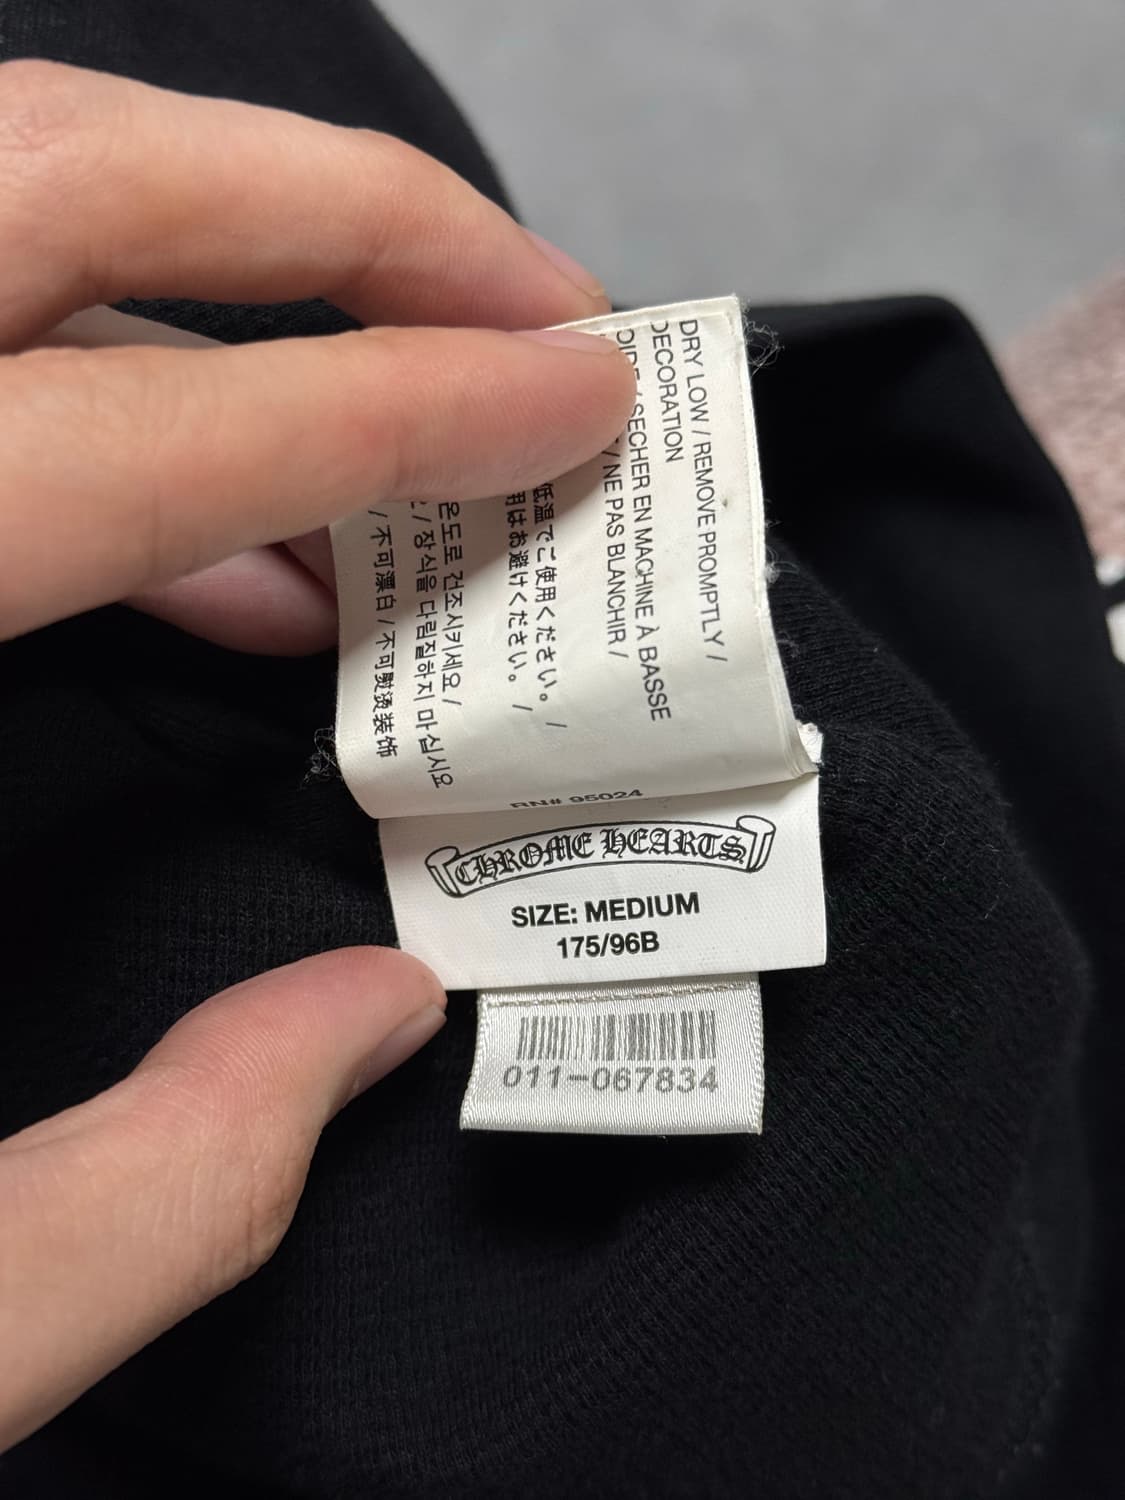 DRY LOW / REMOVE PROMPTLY /
DECORATION
/ SECHER EN MACHINE À BASSE
/ NE PAS BLANCHIR /
低温でご使用ください。 /
用はお避けください。 /
온도로 건조시키세요 /
/ 장식을 다림질하지 마십시오
/ 不可漂白 / 不可熨烫装饰
RN# 95024
CHROME HEARTS
SIZE: MEDIUM
175/96B
011-067834